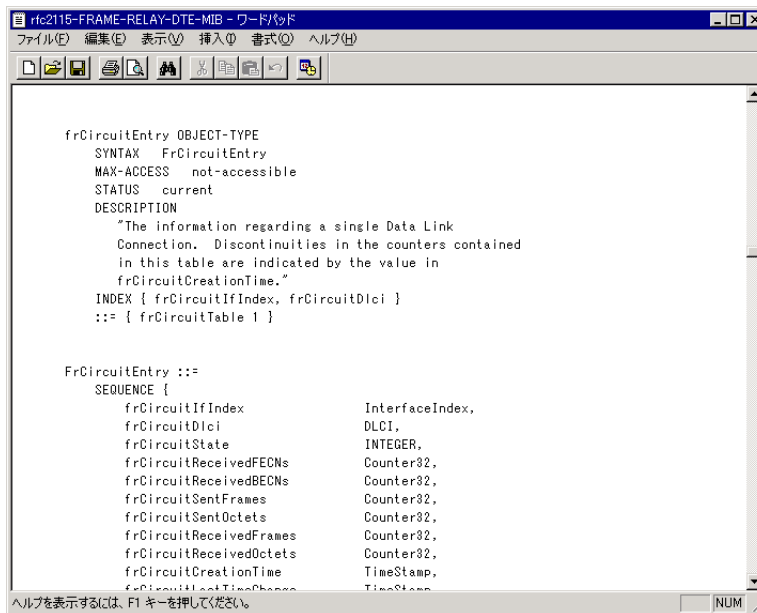 rfc2115-FRAME-RELAY-DTE-MIB - ワードパッド
ファイル(F) 編集(E) 表示(V) 挿入(I) 書式(O) ヘルプ(H)
frCircuitEntry OBJECT-TYPE
SYNTAX FrCircuitEntry
MAX-ACCESS not-accessible
STATUS current
DESCRIPTION
"The information regarding a single Data Link
Connection. Discontinuities in the counters contained
in this table are indicated by the value in
frCircuitCreationTime."
INDEX { frCircuitIfIndex, frCircuitDlci }
::= { frCircuitTable 1 }
FrCircuitEntry ::=
SEQUENCE {
frCircuitIfIndex InterfaceIndex,
frCircuitDlci DLCI,
frCircuitState INTEGER,
frCircuitReceivedFECNs Counter32,
frCircuitReceivedBECNs Counter32,
frCircuitSentFrames Counter32,
frCircuitSentOctets Counter32,
frCircuitReceivedFrames Counter32,
frCircuitReceivedOctets Counter32,
frCircuitCreationTime TimeStamp,
frCircuitLastTimeChange TimeStamp,
ヘルプを表示するには、F1 キーを押してください。 NUM